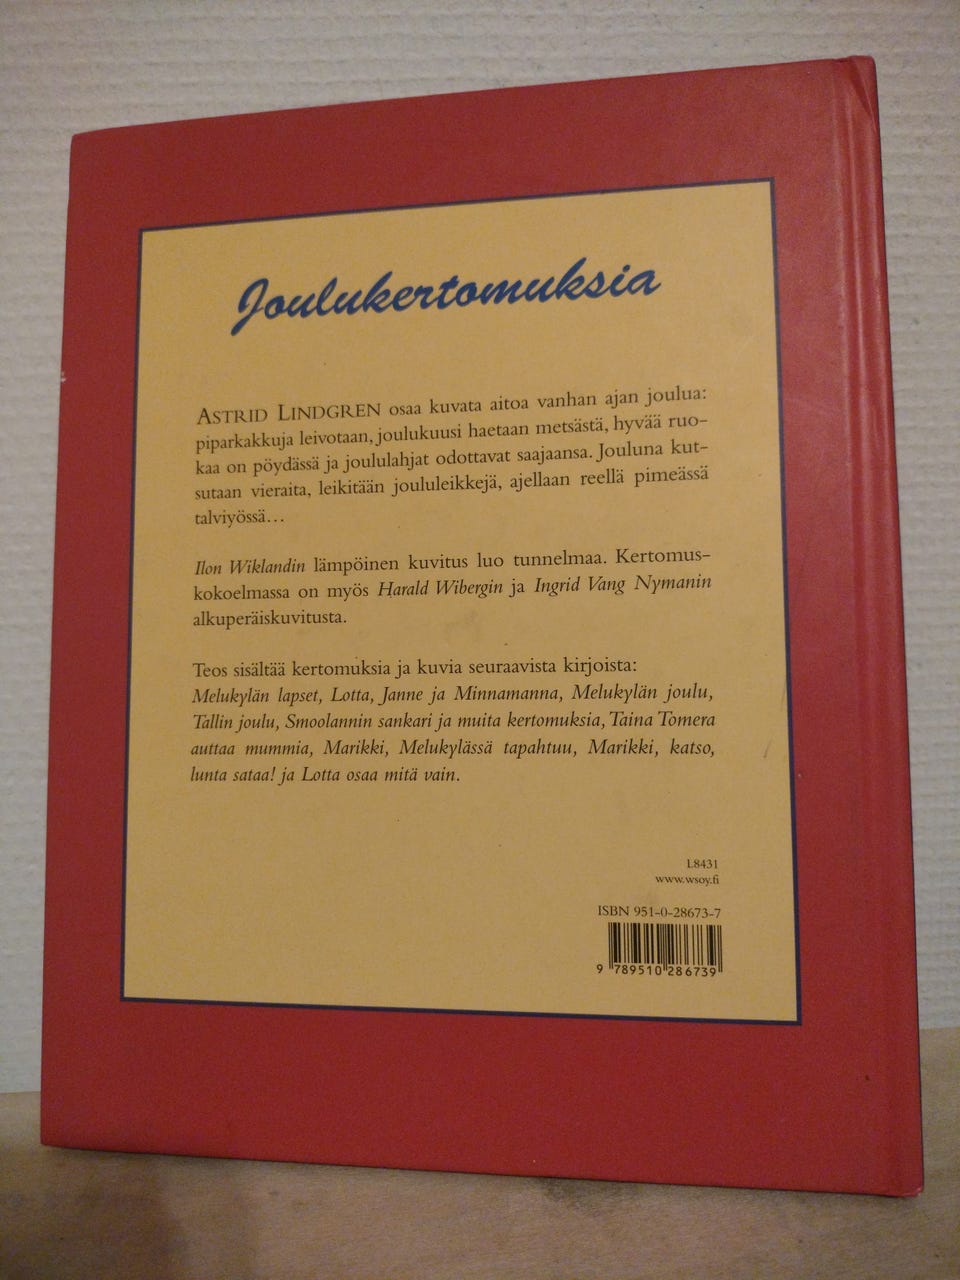 Joulukertomuksia
ASTRID LINDGREN osaa kuvata aitoa vanhan ajan joulua:
piparkakkuja leivotaan, joulukuusi haetaan metsästä, hyvää ruo-
kaa on pöydässä ja joululahjat odottavat saajaansa. Jouluna kut-
sutaan vieraita, leikitään joululeikkejä, ajellaan reellä pimeässä
talviyössä...
Ilon Wiklandin lämpöinen kuvitus luo tunnelmaa. Kertomus-
kokoelmassa on myös Harald Wibergin ja Ingrid Vang Nymanin
alkuperäiskuvitusta.
Teos sisältää kertomuksia ja kuvia seuraavista kirjoista:
Melukylän lapset, Lotta, Janne ja Minnamanna, Melukylän joulu,
Tallin joulu, Smoolannin sankari ja muita kertomuksia, Taina Tomera
auttaa mummia, Marikki, Melukylässä tapahtuu, Marikki, katso,
lunta sataa! ja Lotta osaa mitä vain.
L8431
www.wsoy.fi
ISBN 951-0-28673-7
9 789510 286739